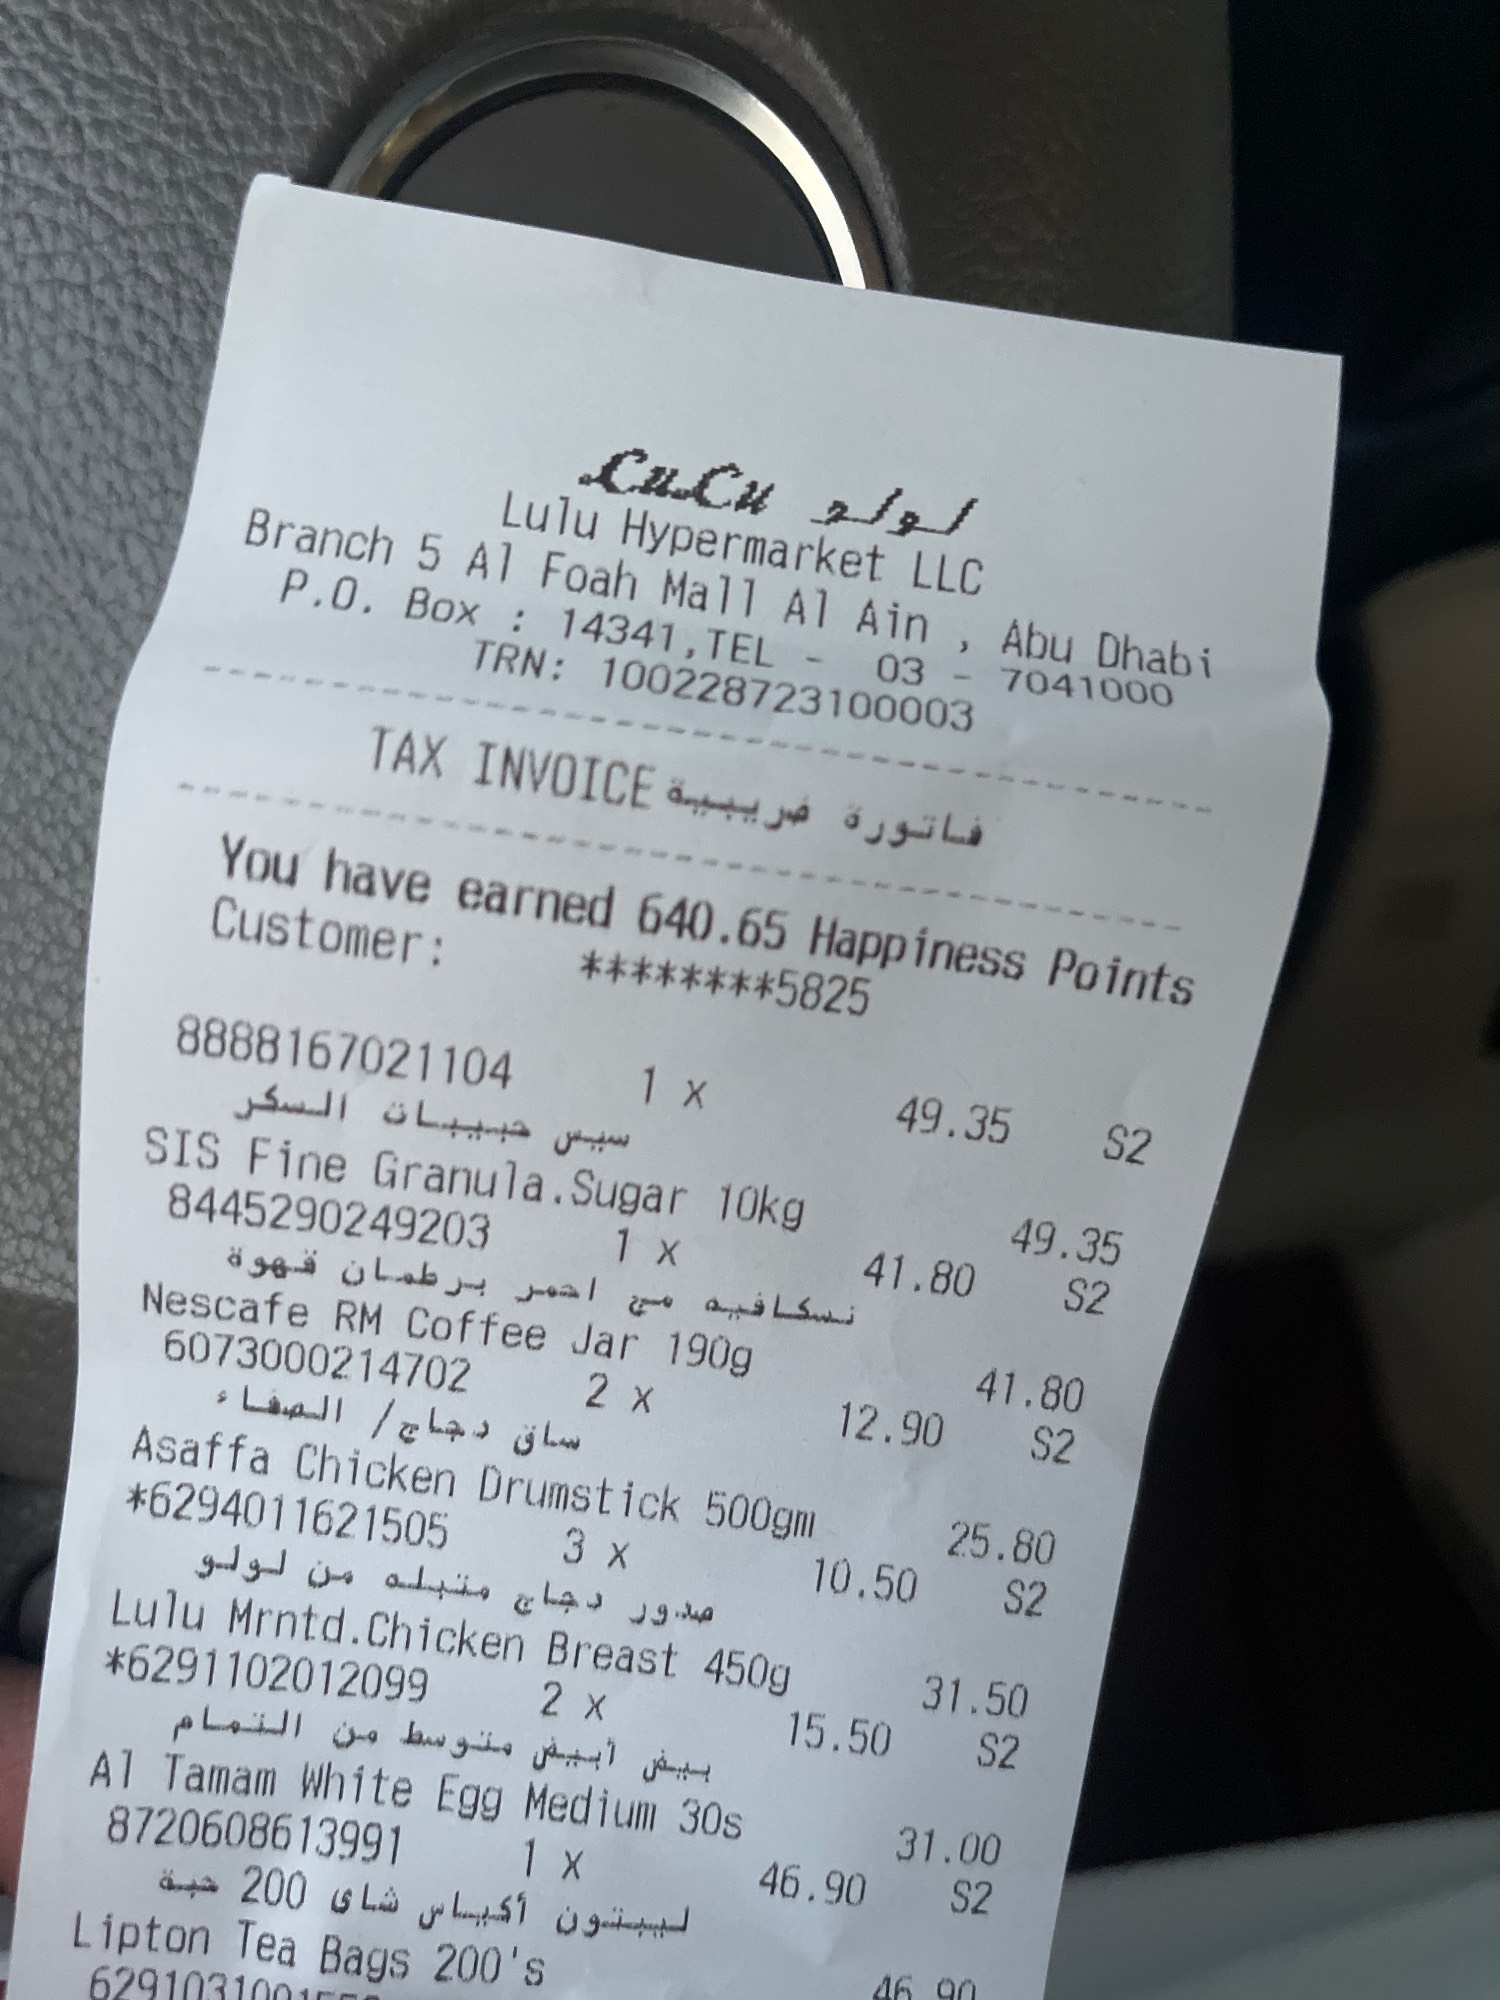 LuLu لولو
Lulu Hypermarket LLC
Branch 5 Al Foah Mall Al Ain , Abu Dhabi
P.O. Box : 14341,TEL - 03 - 7041000
TRN: 100228723100003
TAX INVOICE فاتورة ضريبية
You have earned 640.65 Happiness Points
Customer: ********5825
8888167021104 1 X 49.35 S2
سيس حبيبات السكر
SIS Fine Granula.Sugar 10kg 49.35
8445290249203 1 X 41.80 S2
نسكافيه مج احمر برطمان قهوة
Nescafe RM Coffee Jar 190g 41.80
6073000214702 2 X 12.90 S2
ساق دجاج/ الصفاء
Asaffa Chicken Drumstick 500gm 25.80
*6294011621505 3 X 10.50 S2
صدور دجاج متبله من لولو
Lulu Mrntd.Chicken Breast 450g 31.50
*6291102012099 2 X 15.50 S2
بيض أبيض متوسط من التمام
Al Tamam White Egg Medium 30s 31.00
8720608613991 1 X 46.90 S2
ليبتون أكياس شاى 200 حبة
Lipton Tea Bags 200's 46.90